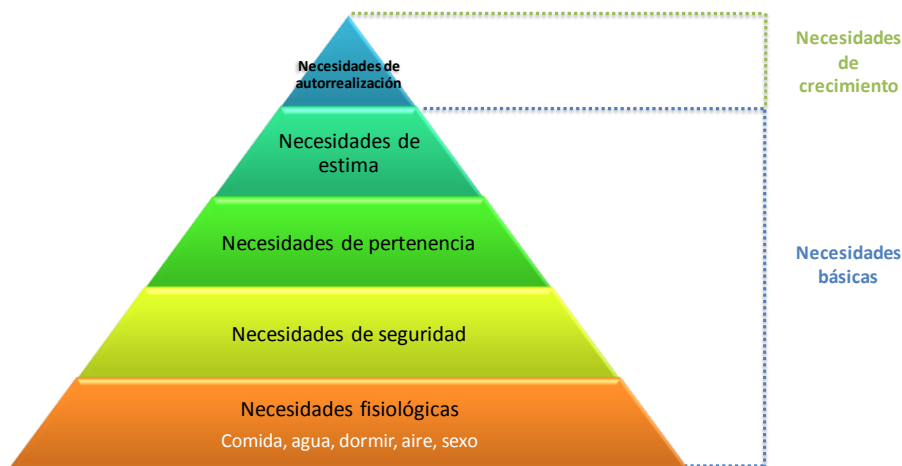 Necesidades de
autorrealización
Necesidades
de
crecimiento
Necesidades de
estima
Necesidades de pertenencia
Necesidades
básicas
Necesidades de seguridad
Necesidades fisiológicas
Comida, agua, dormir, aire, sexo